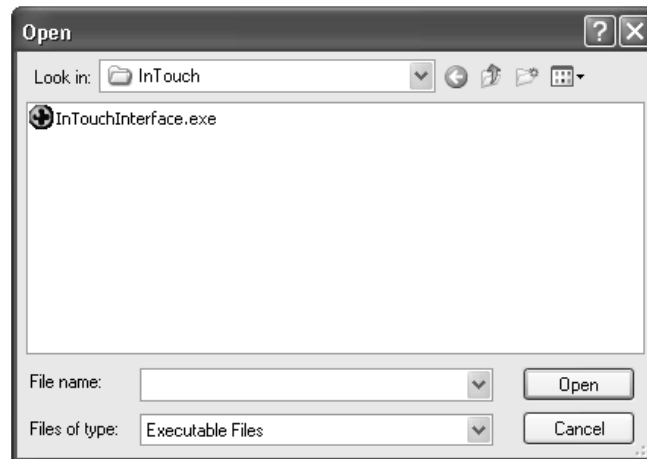 Open
Look in: InTouch
InTouchInterface.exe
File name: Open
Files of type: Executable Files Cancel